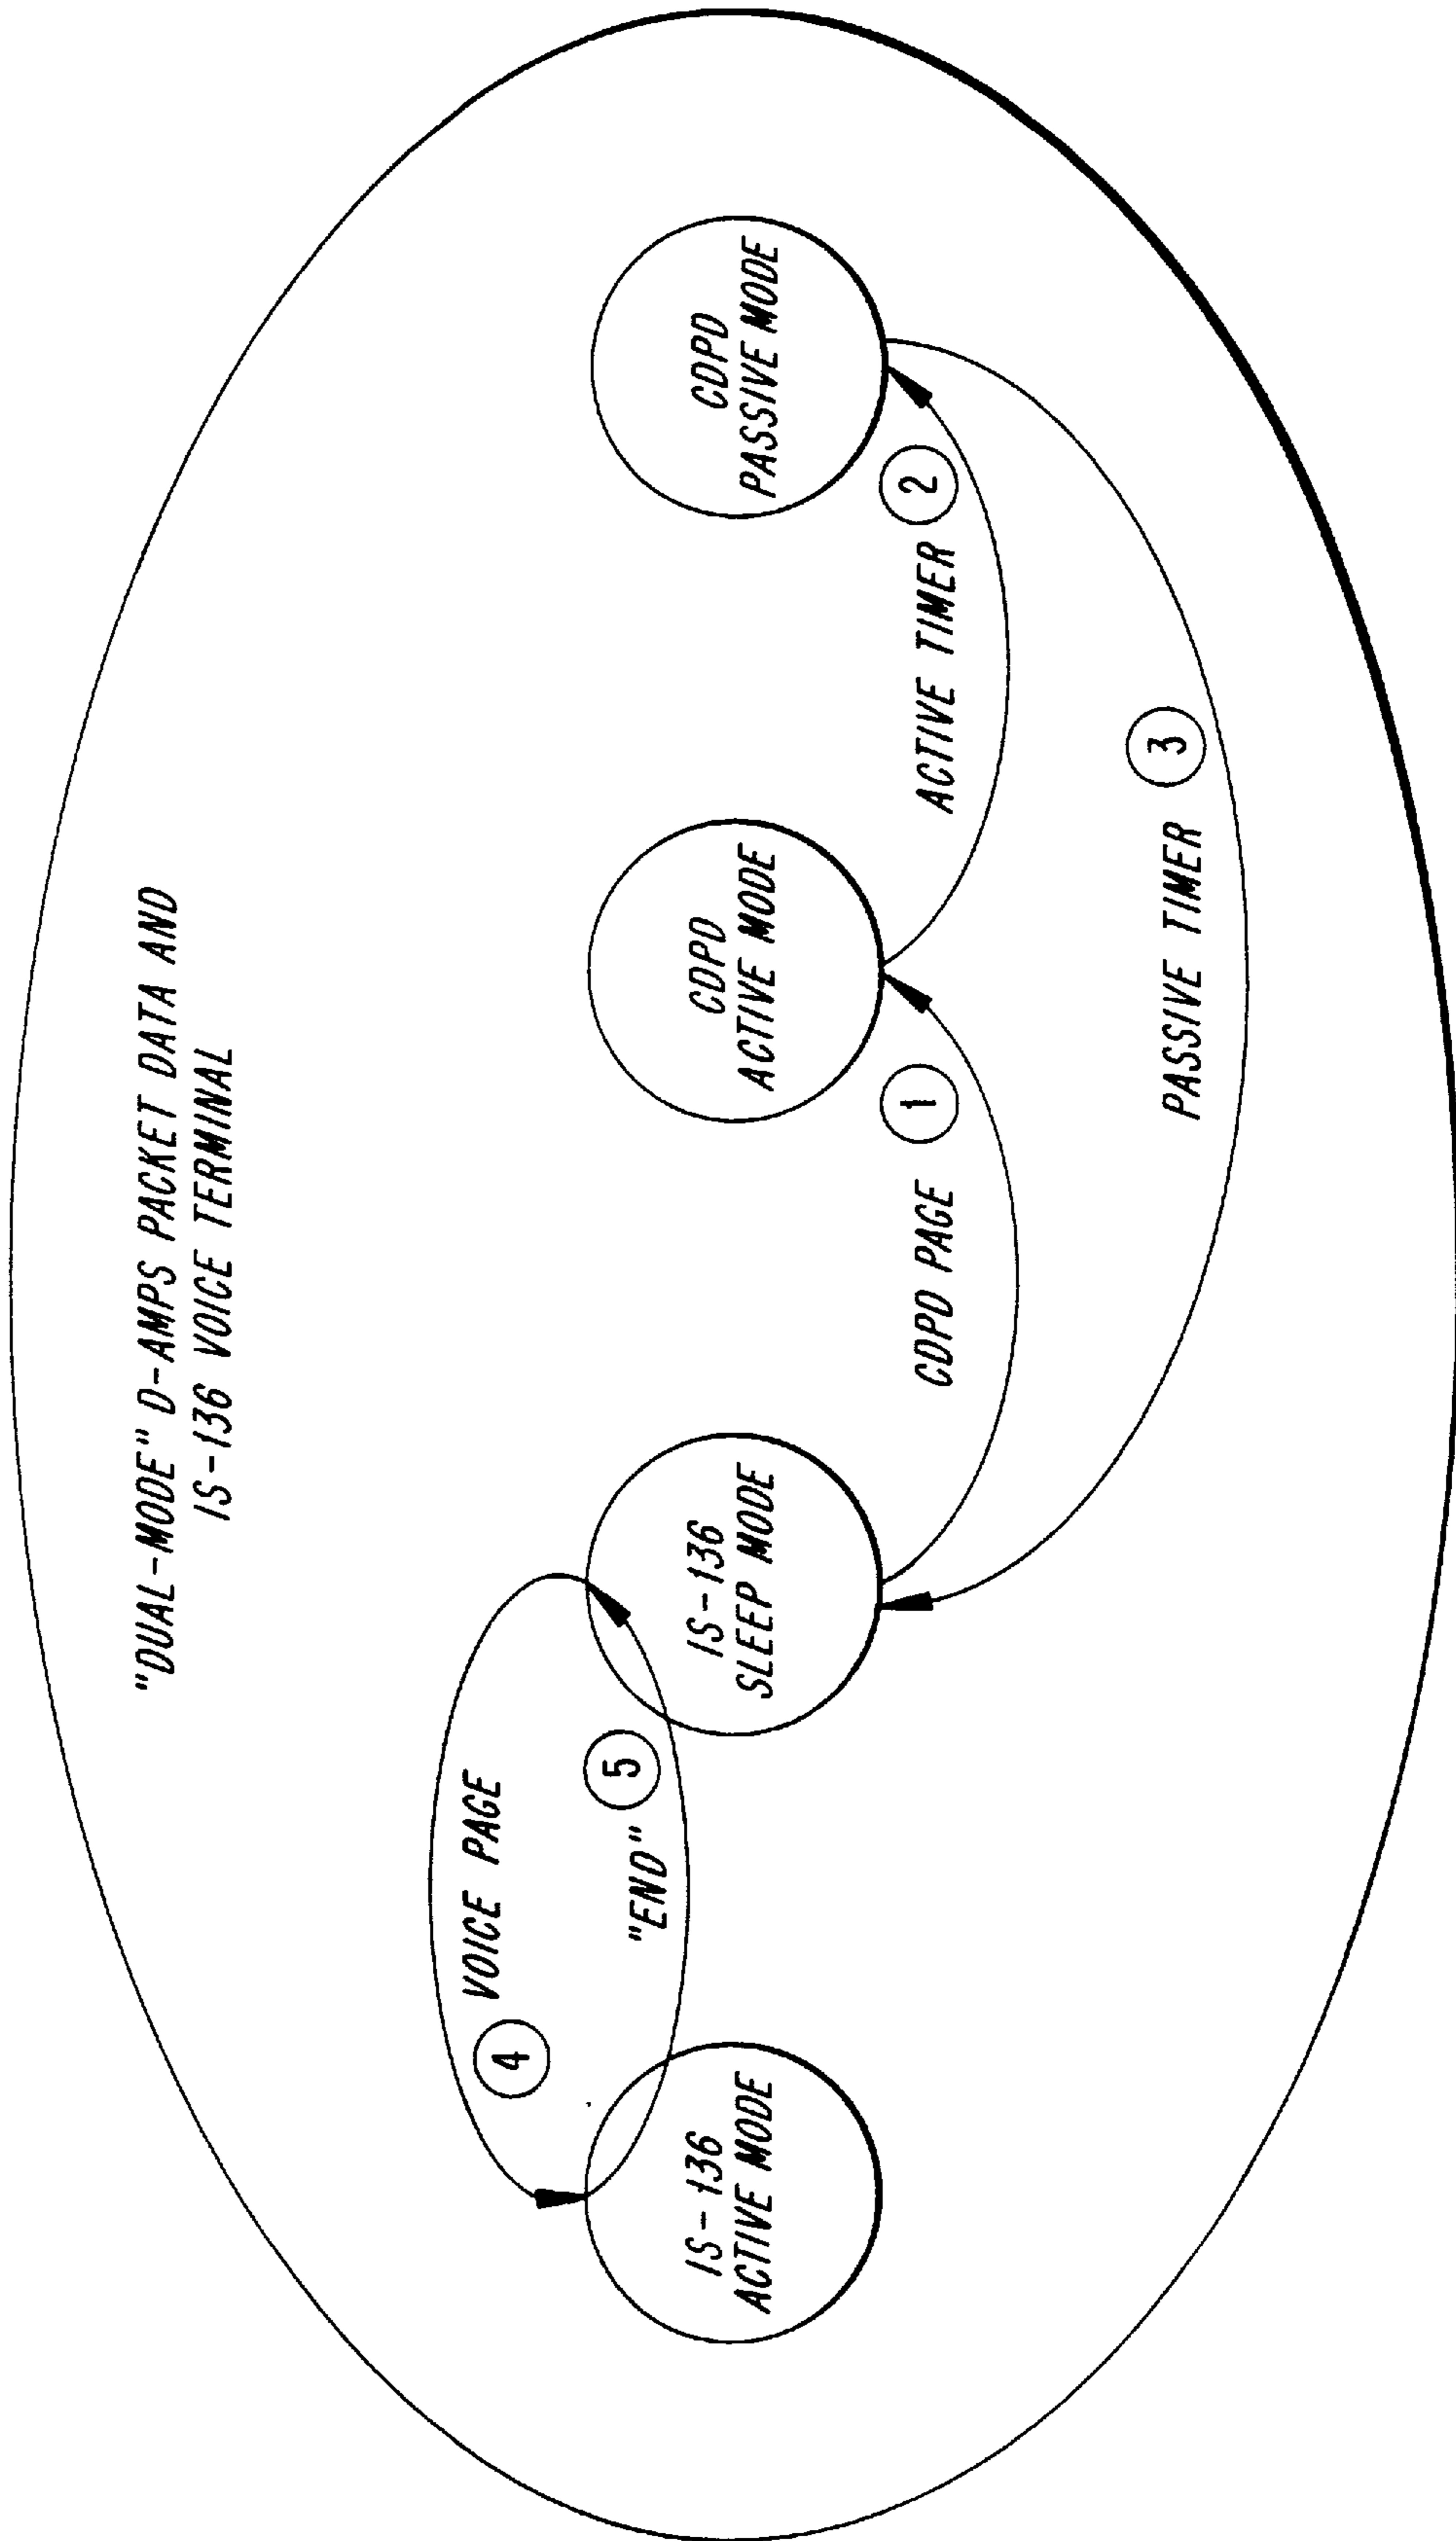 "DUAL-MODE" D-AMPS PACKET DATA AND
IS-136 VOICE TERMINAL
4 VOICE PAGE
"END" 5
IS-136
ACTIVE MODE
IS-136
SLEEP MODE
CDPD
ACTIVE MODE
CDPD
PASSIVE MODE
CDPD PAGE 1
ACTIVE TIMER 2
PASSIVE TIMER 3